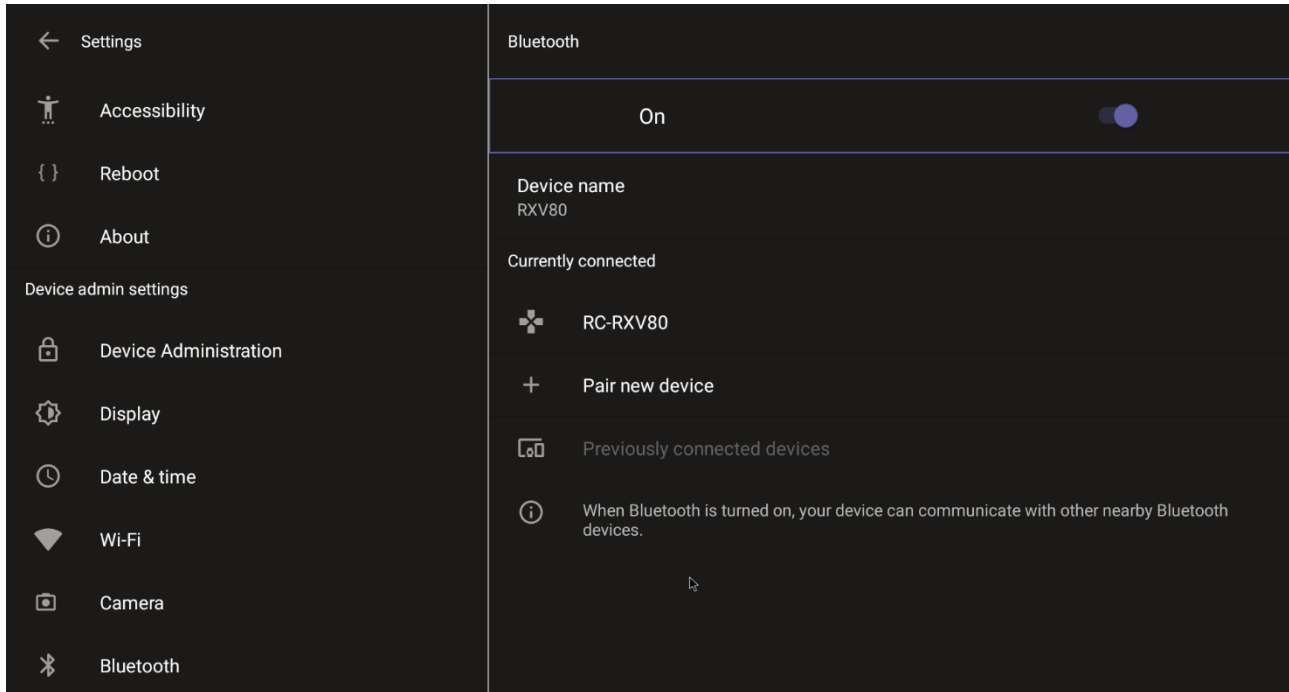 Settings
Accessibility
{ } Reboot
About
Device admin settings
Device Administration
Display
Date & time
Wi-Fi
Camera
Bluetooth
Bluetooth
On
Device name
RXV80
Currently connected
RC-RXV80
Pair new device
Previously connected devices
When Bluetooth is turned on, your device can communicate with other nearby Bluetooth
devices.